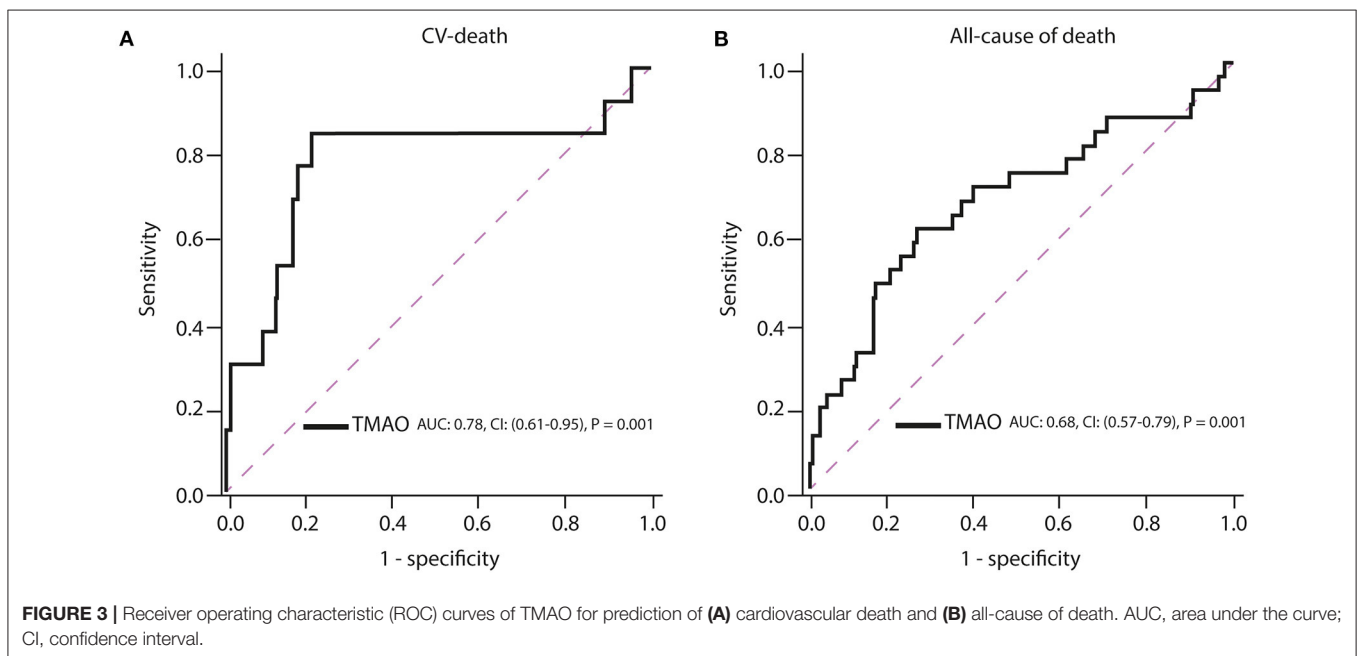 A
CV-death
1.0
0.8
0.6
0.4
0.2
0.0
Sensitivity
TMAO AUC: 0.78, CI: (0.61-0.95), P = 0.001
0.0 0.2 0.4 0.6 0.8 1.0
1 - specificity
B
All-cause of death
1.0
0.8
0.6
0.4
0.2
0.0
Sensitivity
TMAO AUC: 0.68, CI: (0.57-0.79), P = 0.001
0.0 0.2 0.4 0.6 0.8 1.0
1 - specificity
FIGURE 3 | Receiver operating characteristic (ROC) curves of TMAO for prediction of (A) cardiovascular death and (B) all-cause of death. AUC, area under the curve;
CI, confidence interval.